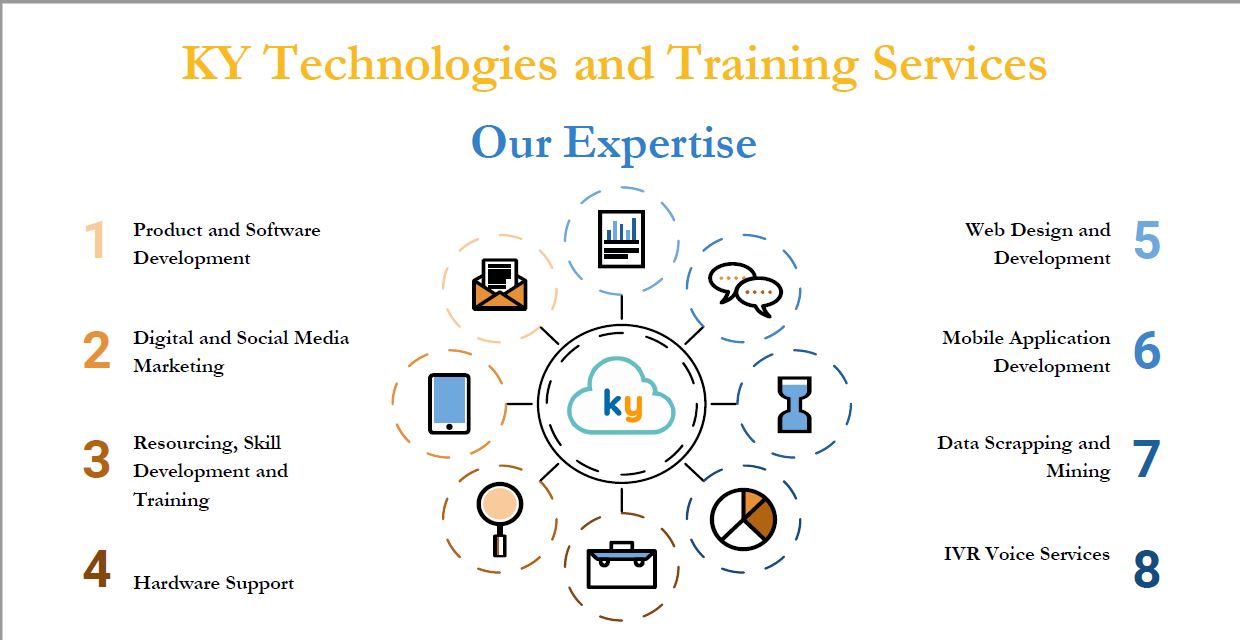 KY Technologies and Training Services
Our Expertise
1 Product and Software
Development
2 Digital and Social Media
Marketing
3 Resourcing, Skill
Development and
Training
4 Hardware Support
ky
Web Design and
Development 5
Mobile Application
Development 6
Data Scrapping and
Mining 7
IVR Voice Services 8